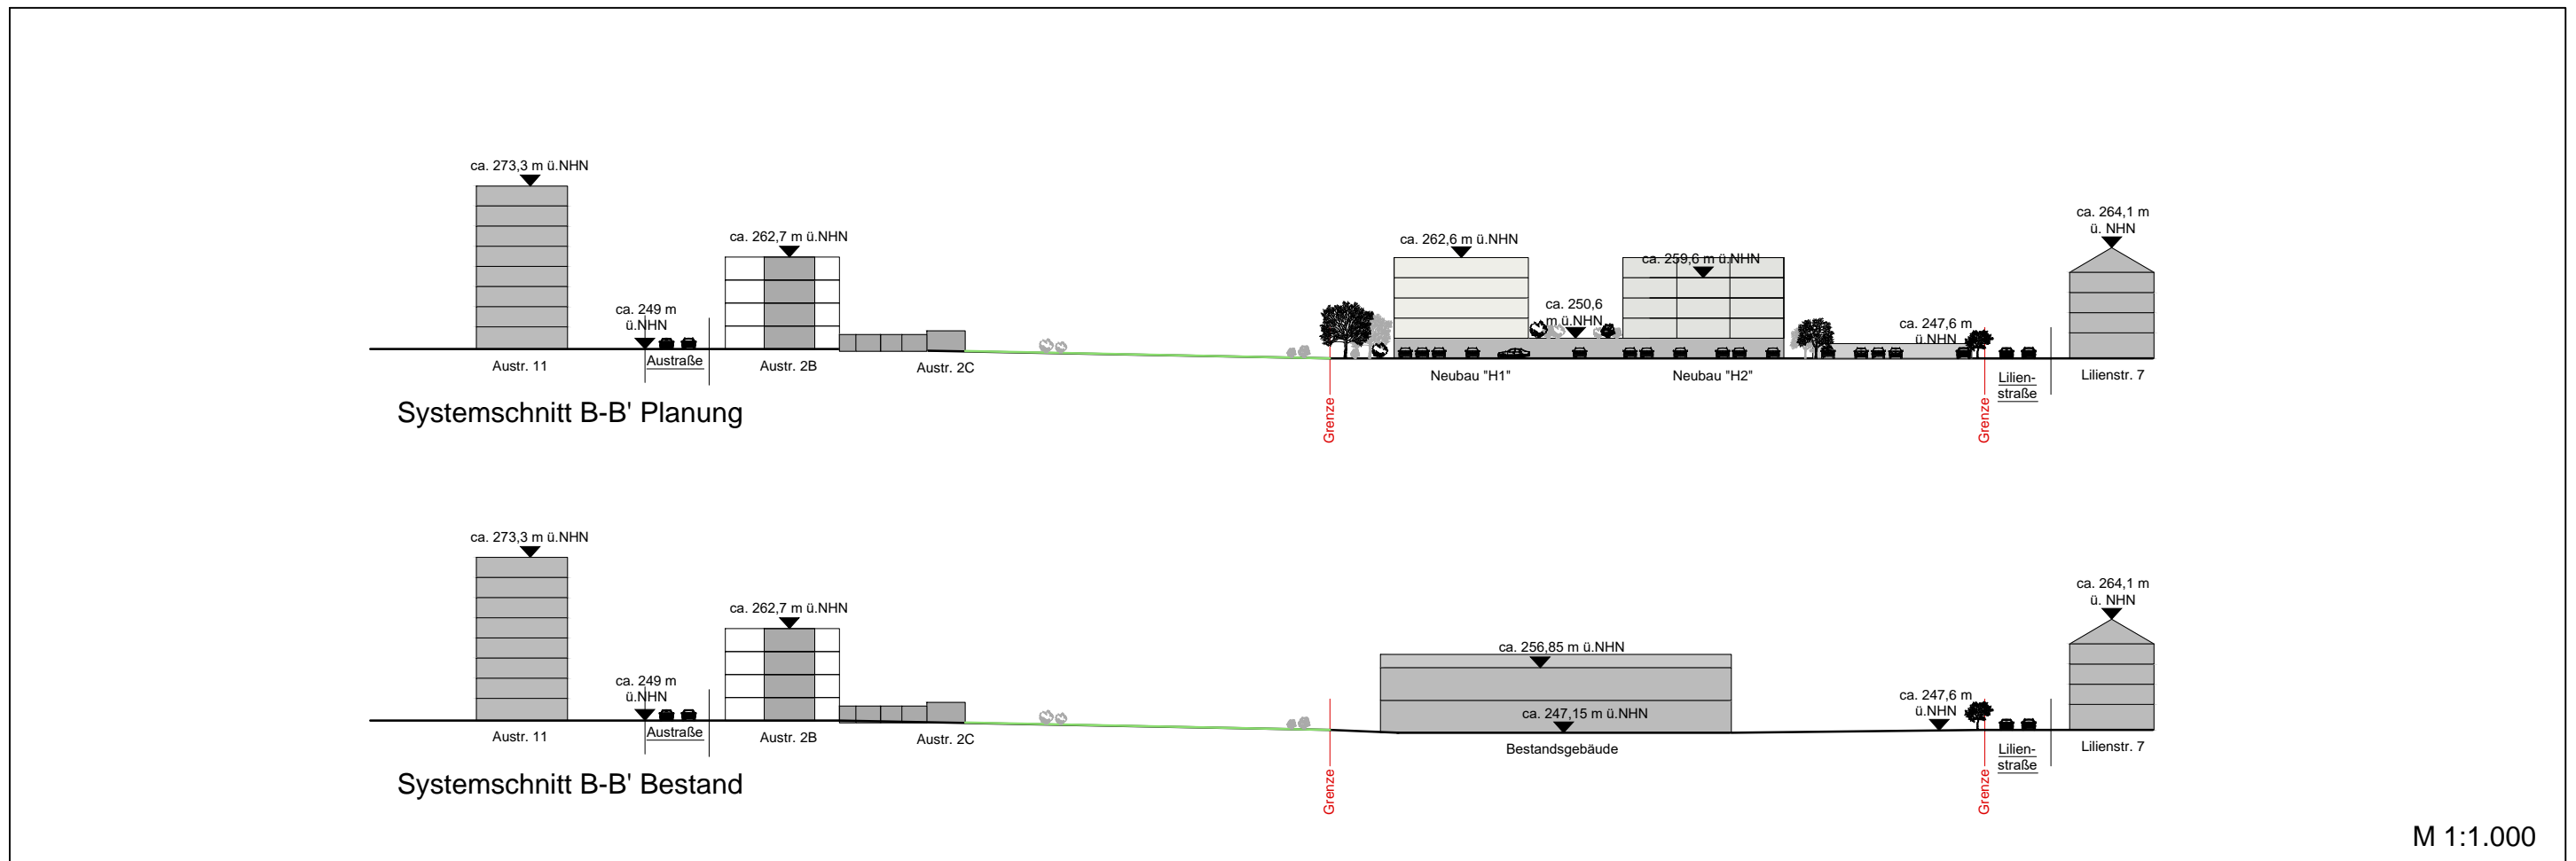 ca. 273,3 m ü.NHN
ca. 262,7 m ü.NHN
ca. 249 m
ü.NHN
ca. 262,6 m ü.NHN
ca. 250,6
m ü.NHN
ca. 259,6 m ü.NHN
ca. 247,6 m
ü.NHN
ca. 264,1 m
ü. NHN
Austr. 11
Austraße
Austr. 2B
Austr. 2C
Neubau "H1"
Neubau "H2"
Lilien-
straße
Lilienstr. 7
Grenze
Grenze
Systemschnitt B-B' Planung
ca. 273,3 m ü.NHN
ca. 262,7 m ü.NHN
ca. 249 m
ü.NHN
ca. 256,85 m ü.NHN
ca. 247,15 m ü.NHN
ca. 247,6 m
ü.NHN
ca. 264,1 m
ü. NHN
Austr. 11
Austraße
Austr. 2B
Austr. 2C
Bestandsgebäude
Lilien-
straße
Lilienstr. 7
Grenze
Grenze
Systemschnitt B-B' Bestand
M 1:1.000